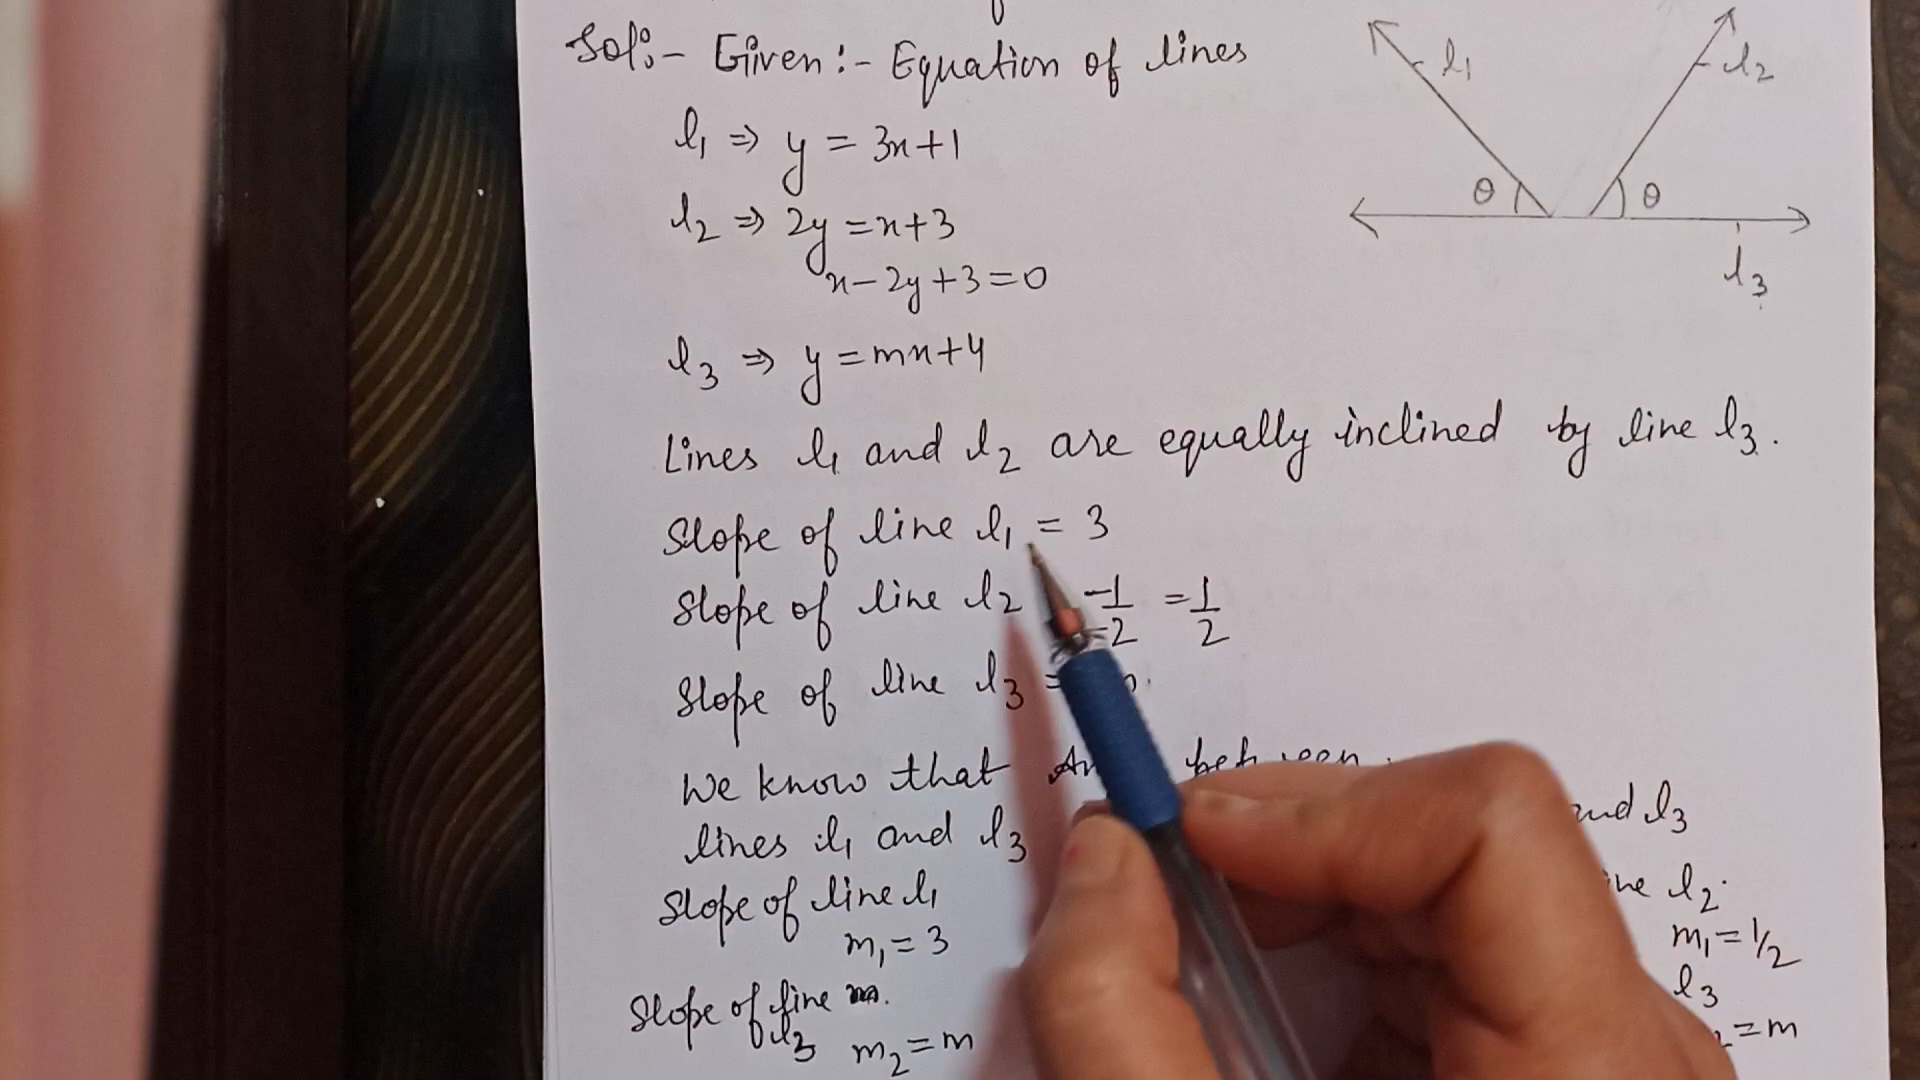 Sol:- Given:- Equation of lines
l1 ⇒ y = 3x+1
l2 ⇒ 2y = x+3
x-2y+3=0
l3 ⇒ y = mx+4
Lines l1 and l2 are equally inclined by line l3.
Slope of line l1 = 3
Slope of line l2 -1/-2 = 1/2
Slope of line l3 =
We know that between
lines l1 and l3
Slope of line l1
m1 = 3
Slope of line
l3 m2 = m
and l3
l2.
m1 = 1/2
l3
= m
l1
l2
θ
θ
l3